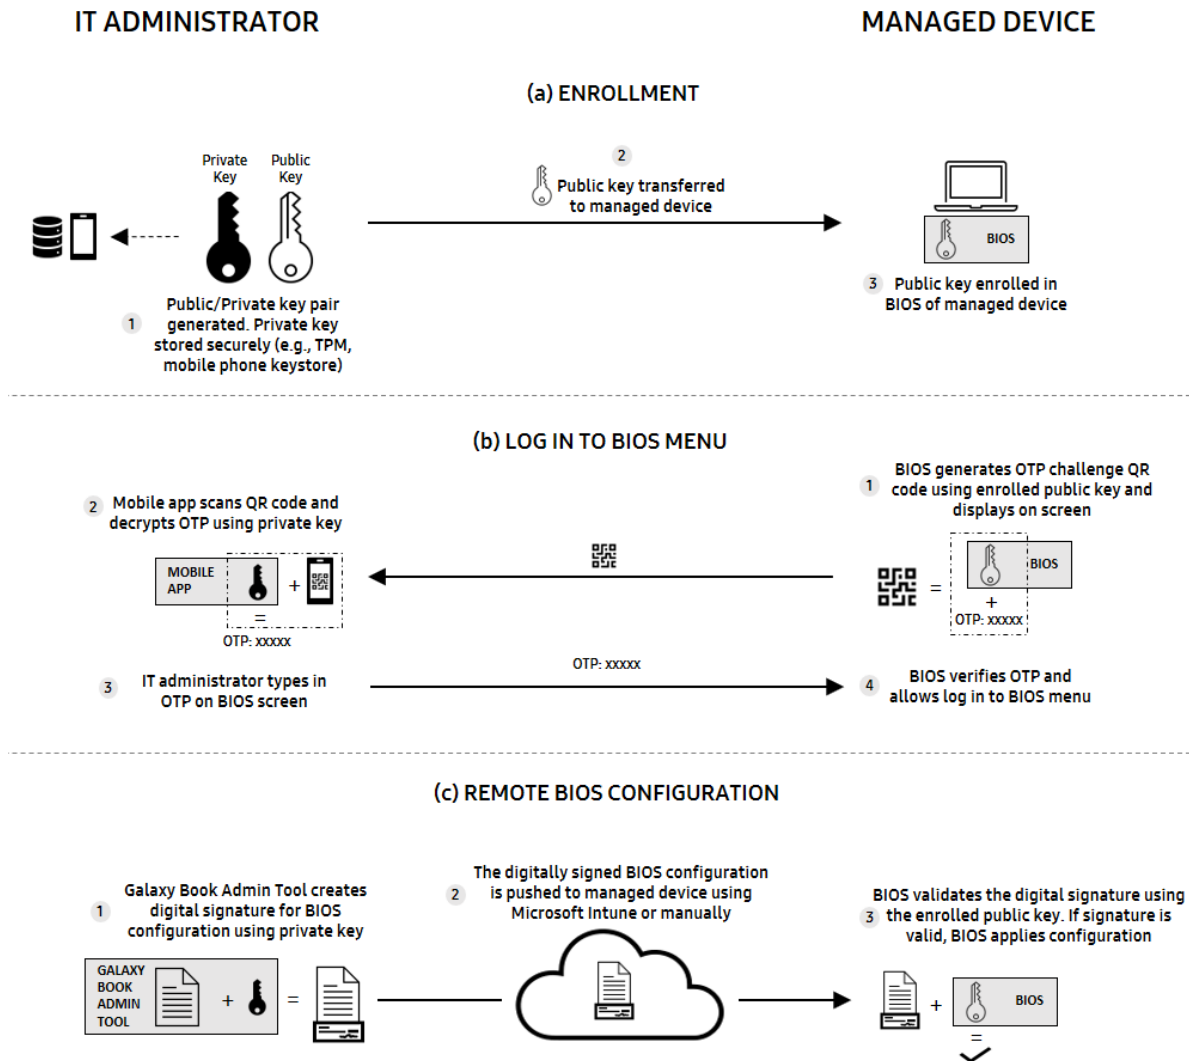 IT ADMINISTRATOR
MANAGED DEVICE
(a) ENROLLMENT
Private
Key
Public
Key
2
Public key transferred
to managed device
BIOS
1
Public/Private key pair
generated. Private key
stored securely (e.g., TPM,
mobile phone keystore)
3
Public key enrolled in
BIOS of managed device
(b) LOG IN TO BIOS MENU
1
BIOS generates OTP challenge QR
code using enrolled public key and
displays on screen
2
Mobile app scans QR code and
decrypts OTP using private key
MOBILE
APP
+
=
OTP: xxxxx
=
BIOS
+
OTP: xxxxx
3
IT administrator types in
OTP on BIOS screen
OTP: xxxxx
4
BIOS verifies OTP and
allows log in to BIOS menu
(c) REMOTE BIOS CONFIGURATION
1
Galaxy Book Admin Tool creates
digital signature for BIOS
configuration using private key
2
The digitally signed BIOS configuration
is pushed to managed device using
Microsoft Intune or manually
3
BIOS validates the digital signature using
the enrolled public key. If signature is
valid, BIOS applies configuration
GALAXY
BOOK
ADMIN
TOOL
+
=
+
BIOS
=